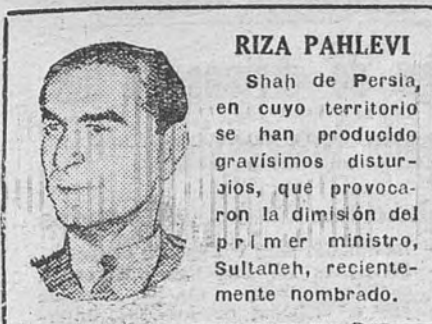 RIZA PAHLEVI
Shah de Persia,
en cuyo territorio
se han producido
gravísimos distur-
bios, que provoca-
ron la dimisión del
primer ministro,
Sultaneh, reciente-
mente nombrado.